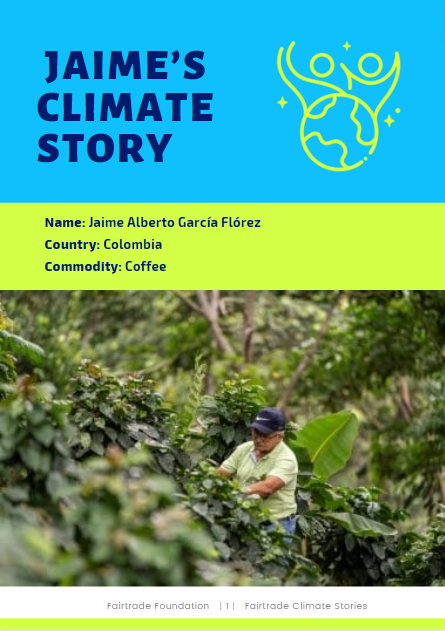 JAIME’S
CLIMATE
STORY
Name: Jaime Alberto García Flórez
Country: Colombia
Commodity: Coffee
Fairtrade Foundation | 1 | Fairtrade Climate Stories